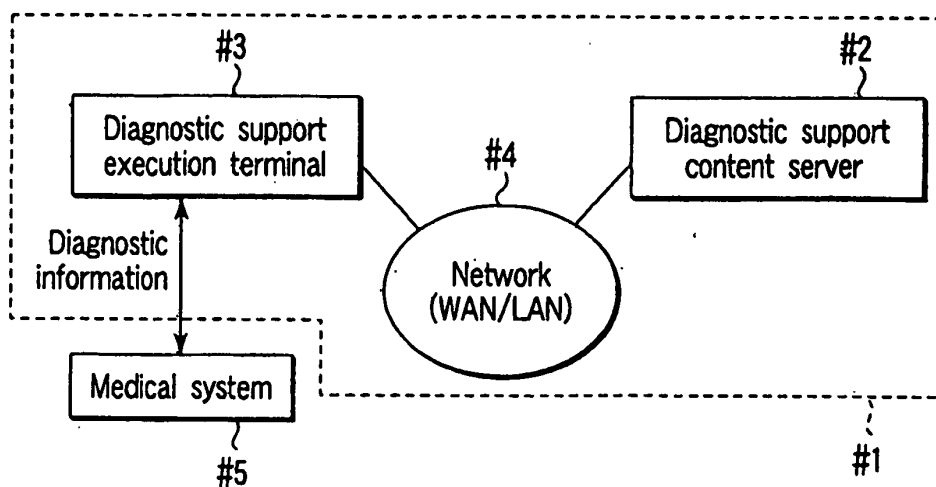 #3
#2
Diagnostic support
execution terminal
Diagnostic support
content server
#4
Diagnostic
information
Network
(WAN/LAN)
Medical system
#5
#1